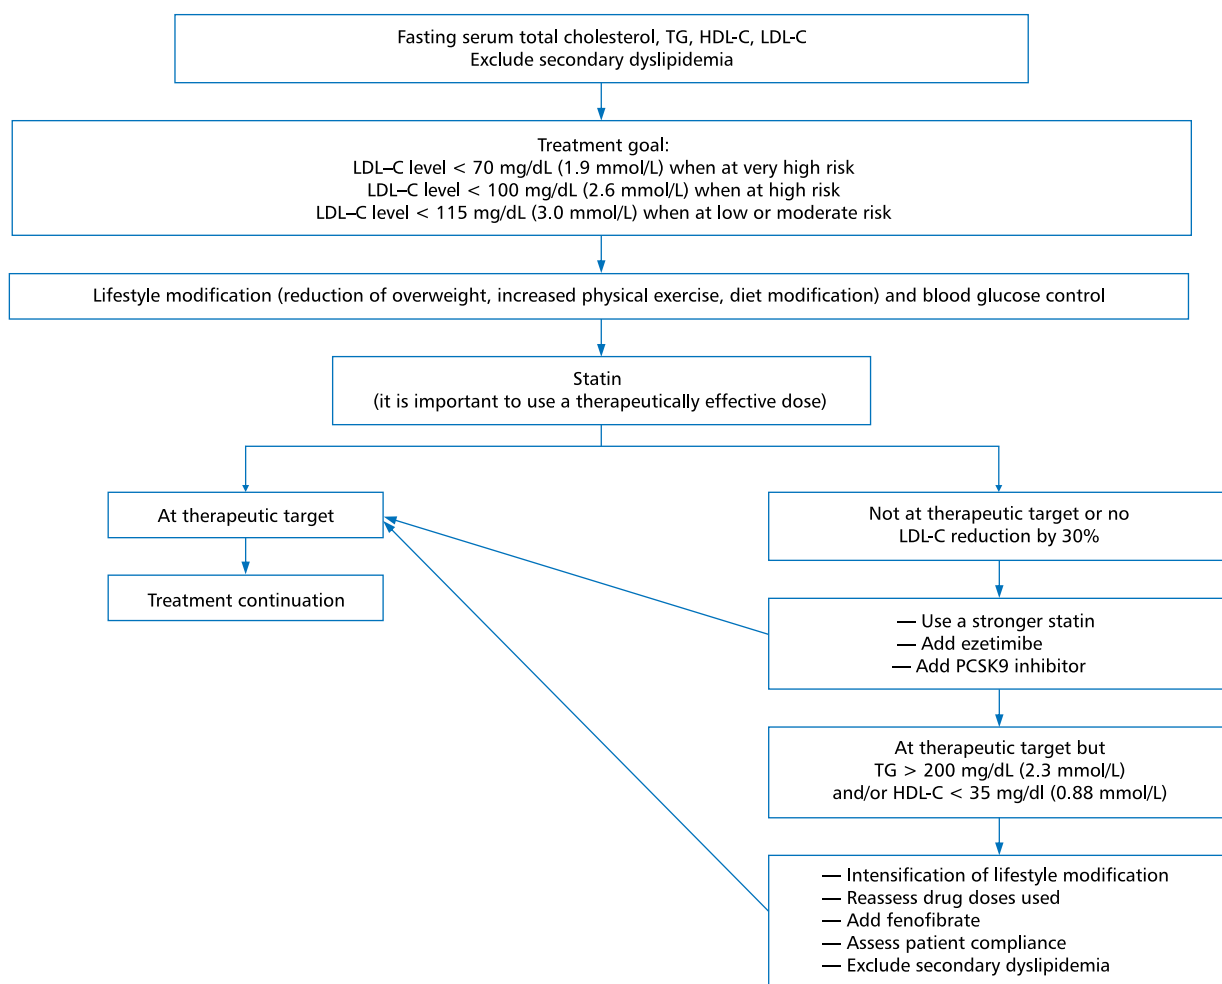 Fasting serum total cholesterol, TG, HDL-C, LDL-C
Exclude secondary dyslipidemia
Treatment goal:
LDL–C level < 70 mg/dL (1.9 mmol/L) when at very high risk
LDL–C level < 100 mg/dL (2.6 mmol/L) when at high risk
LDL–C level < 115 mg/dL (3.0 mmol/L) when at low or moderate risk
Lifestyle modification (reduction of overweight, increased physical exercise, diet modification) and blood glucose control
Statin
(it is important to use a therapeutically effective dose)
At therapeutic target
Treatment continuation
Not at therapeutic target or no
LDL-C reduction by 30%
— Use a stronger statin
— Add ezetimibe
— Add PCSK9 inhibitor
At therapeutic target but
TG > 200 mg/dL (2.3 mmol/L)
and/or HDL-C < 35 mg/dl (0.88 mmol/L)
— Intensification of lifestyle modification
— Reassess drug doses used
— Add fenofibrate
— Assess patient compliance
— Exclude secondary dyslipidemia